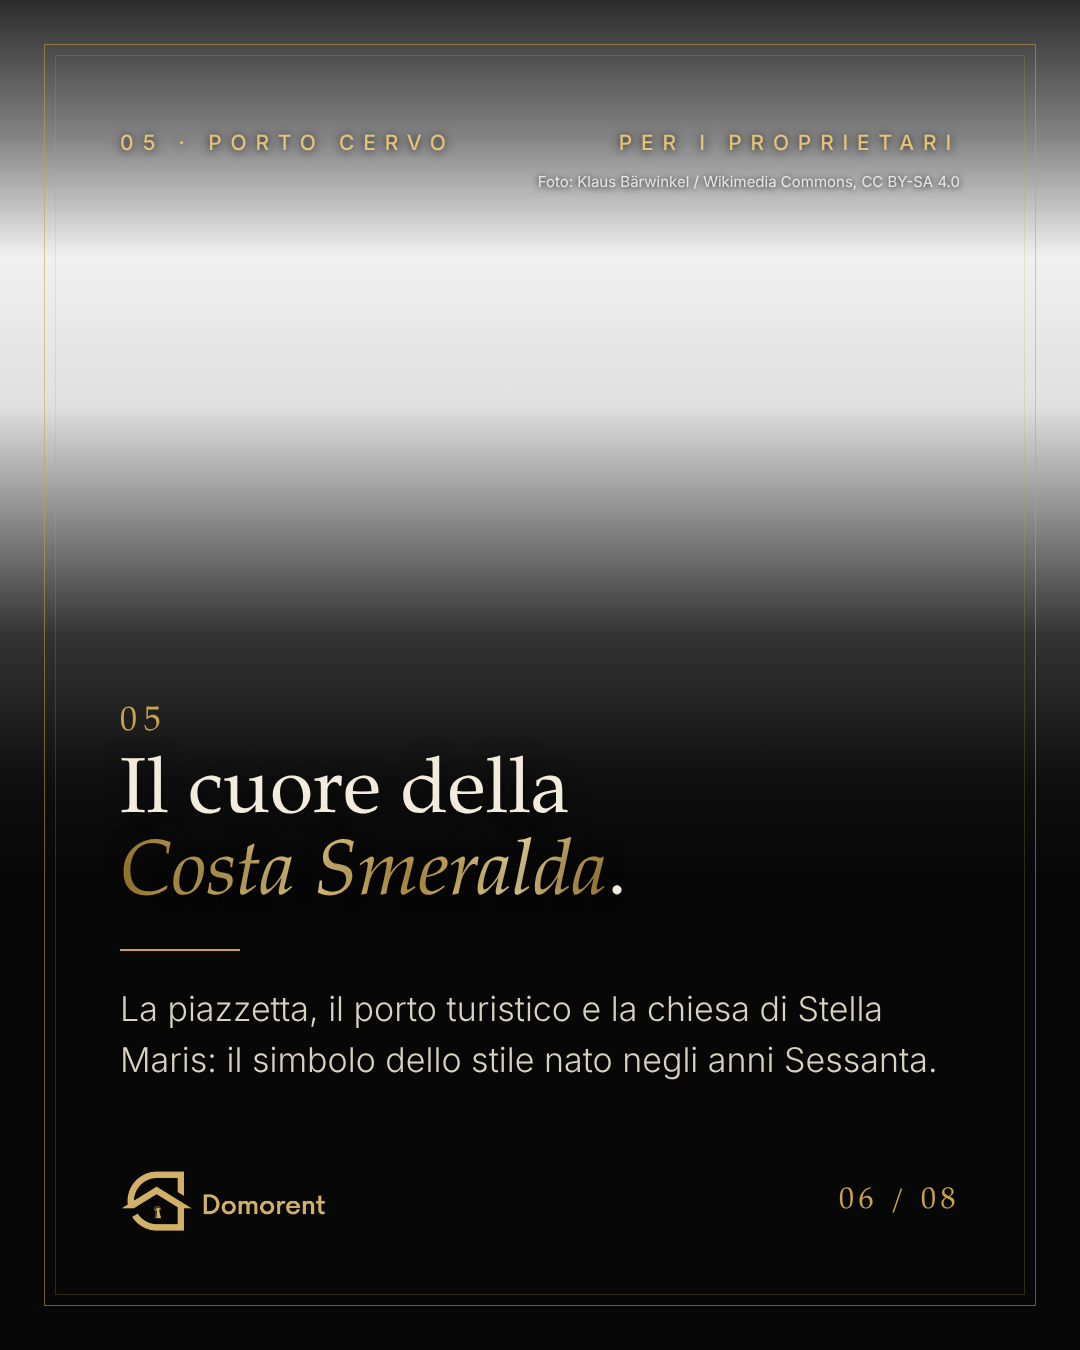 05 · PORTO CERVO
PER I PROPRIETARI
Foto: Klaus Bärwinkel / Wikimedia Commons, CC BY-SA 4.0
05
Il cuore della
Costa Smeralda.
La piazzetta, il porto turistico e la chiesa di Stella
Maris: il simbolo dello stile nato negli anni Sessanta.
Domorent
06 / 08